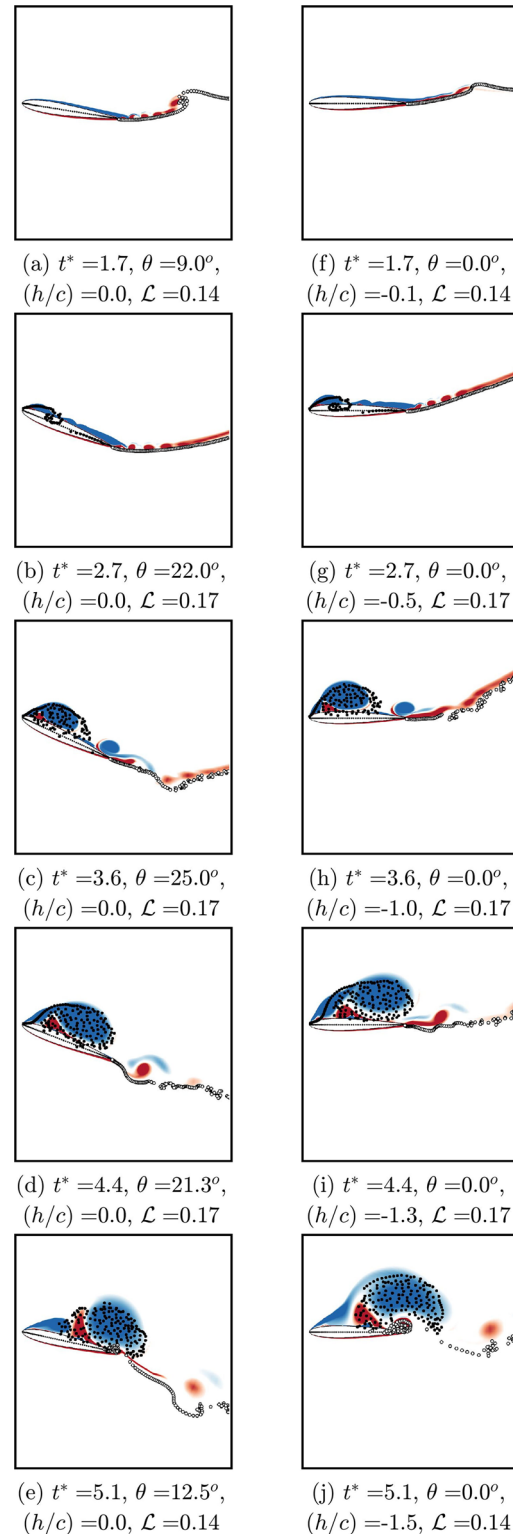 (a) t* =1.7, θ =9.0°,
(h/c) =0.0, ℒ =0.14
(f) t* =1.7, θ =0.0°,
(h/c) =-0.1, ℒ =0.14
(b) t* =2.7, θ =22.0°,
(h/c) =0.0, ℒ =0.17
(g) t* =2.7, θ =0.0°,
(h/c) =-0.5, ℒ =0.17
(c) t* =3.6, θ =25.0°,
(h/c) =0.0, ℒ =0.17
(h) t* =3.6, θ =0.0°,
(h/c) =-1.0, ℒ =0.17
(d) t* =4.4, θ =21.3°,
(h/c) =0.0, ℒ =0.17
(i) t* =4.4, θ =0.0°,
(h/c) =-1.3, ℒ =0.17
(e) t* =5.1, θ =12.5°,
(h/c) =0.0, ℒ =0.14
(j) t* =5.1, θ =0.0°,
(h/c) =-1.5, ℒ =0.14